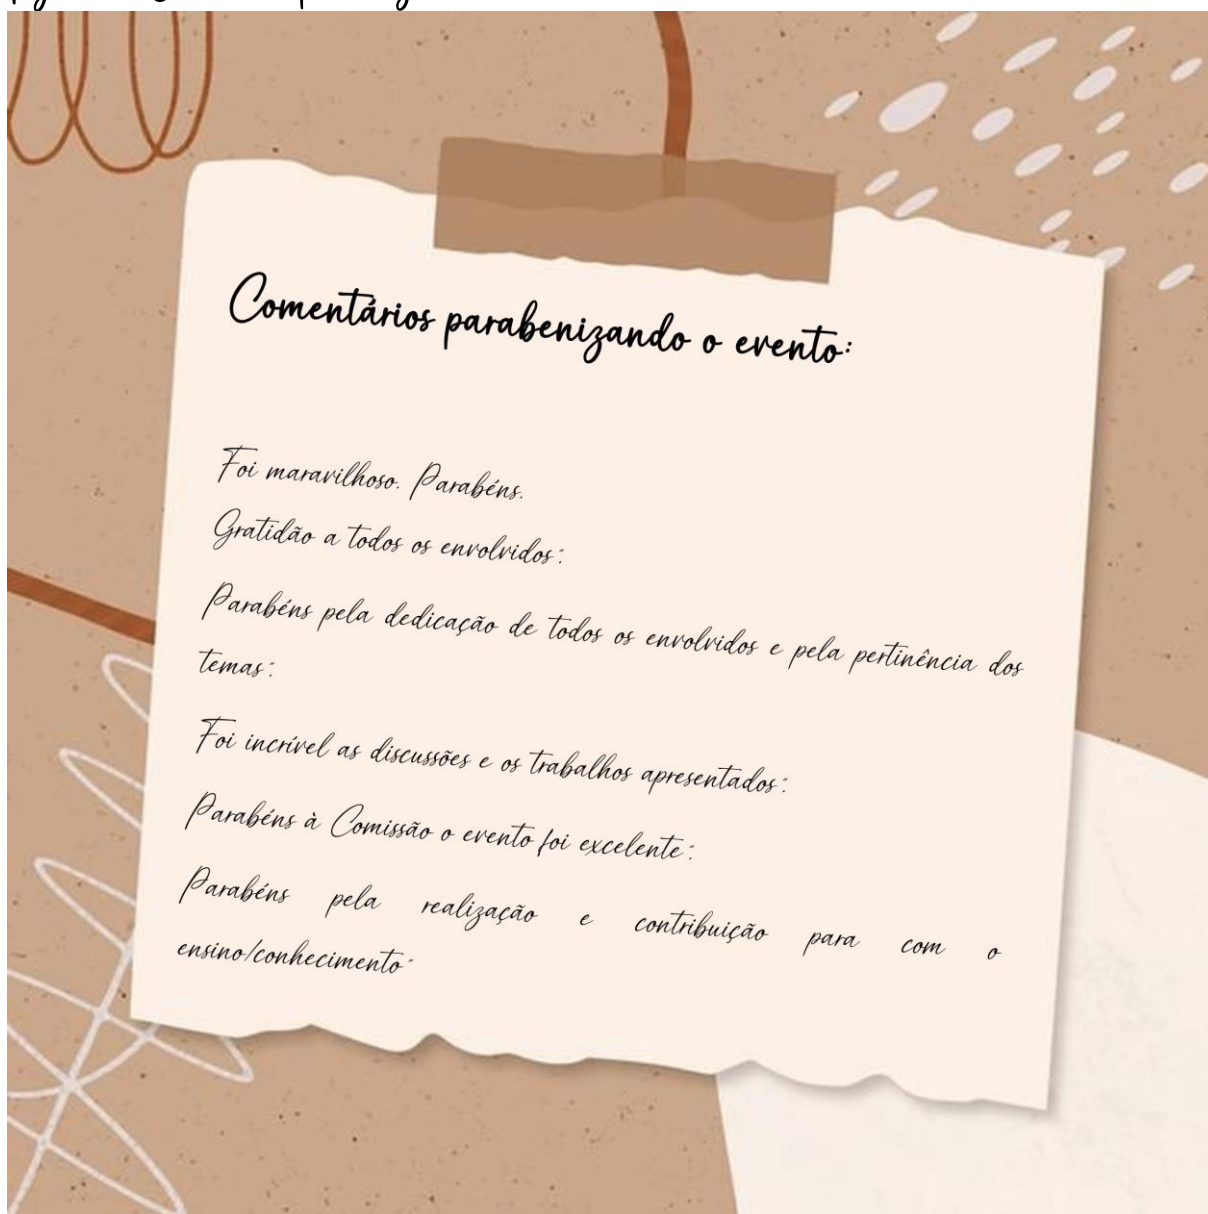 Comentários parabenizando o evento:
Foi maravilhoso. Parabéns.
Gratidão a todos os envolvidos:
Parabéns pela dedicação de todos os envolvidos e pela pertinência dos
temas:
Foi incrível as discussões e os trabalhos apresentados:
Parabéns à Comissão o evento foi excelente:
Parabéns pela realização e contribuição para com o
ensino/conhecimento"